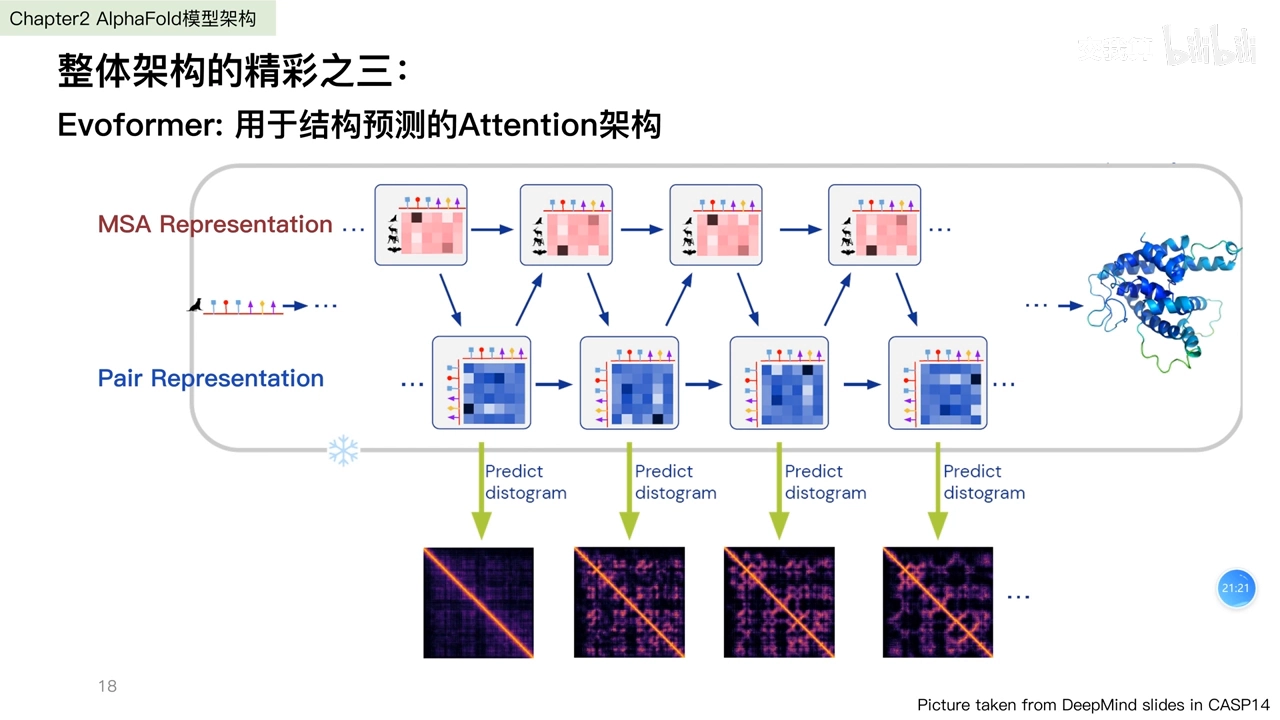 Chapter2 AlphaFold模型架构
bilibili
整体架构的精彩之三：
Evoformer: 用于结构预测的Attention架构
MSA Representation
...
...
...
...
Pair Representation
...
...
Predict distogram
Predict distogram
Predict distogram
Predict distogram
21:21
...
18
Picture taken from DeepMind slides in CASP14